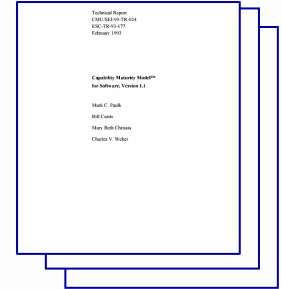 Technical Report
CMU/SEI-93-TR-024
ESC-TR-93-177
February 1993
Capability Maturity Model℠
for Software, Version 1.1
Mark C. Paulk
Bill Curtis
Mary Beth Chrissis
Charles V. Weber